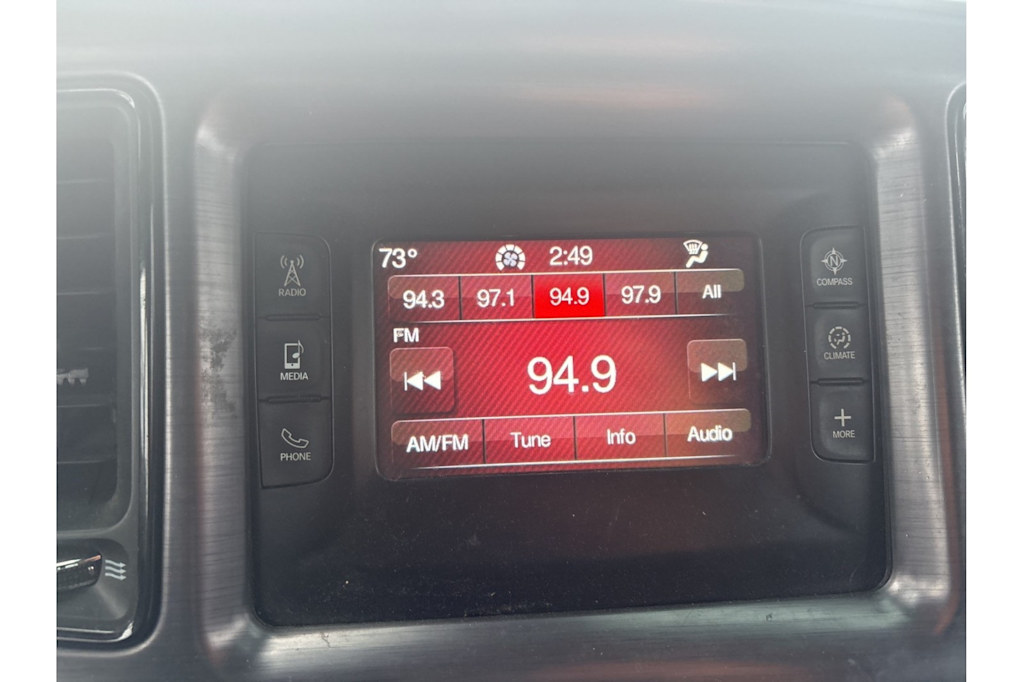 73° 2:49
94.3 97.1 94.9 97.9 All
FM
94.9
AM/FM Tune Info Audio
RADIO
MEDIA
PHONE
N
COMPASS
CLIMATE
MORE